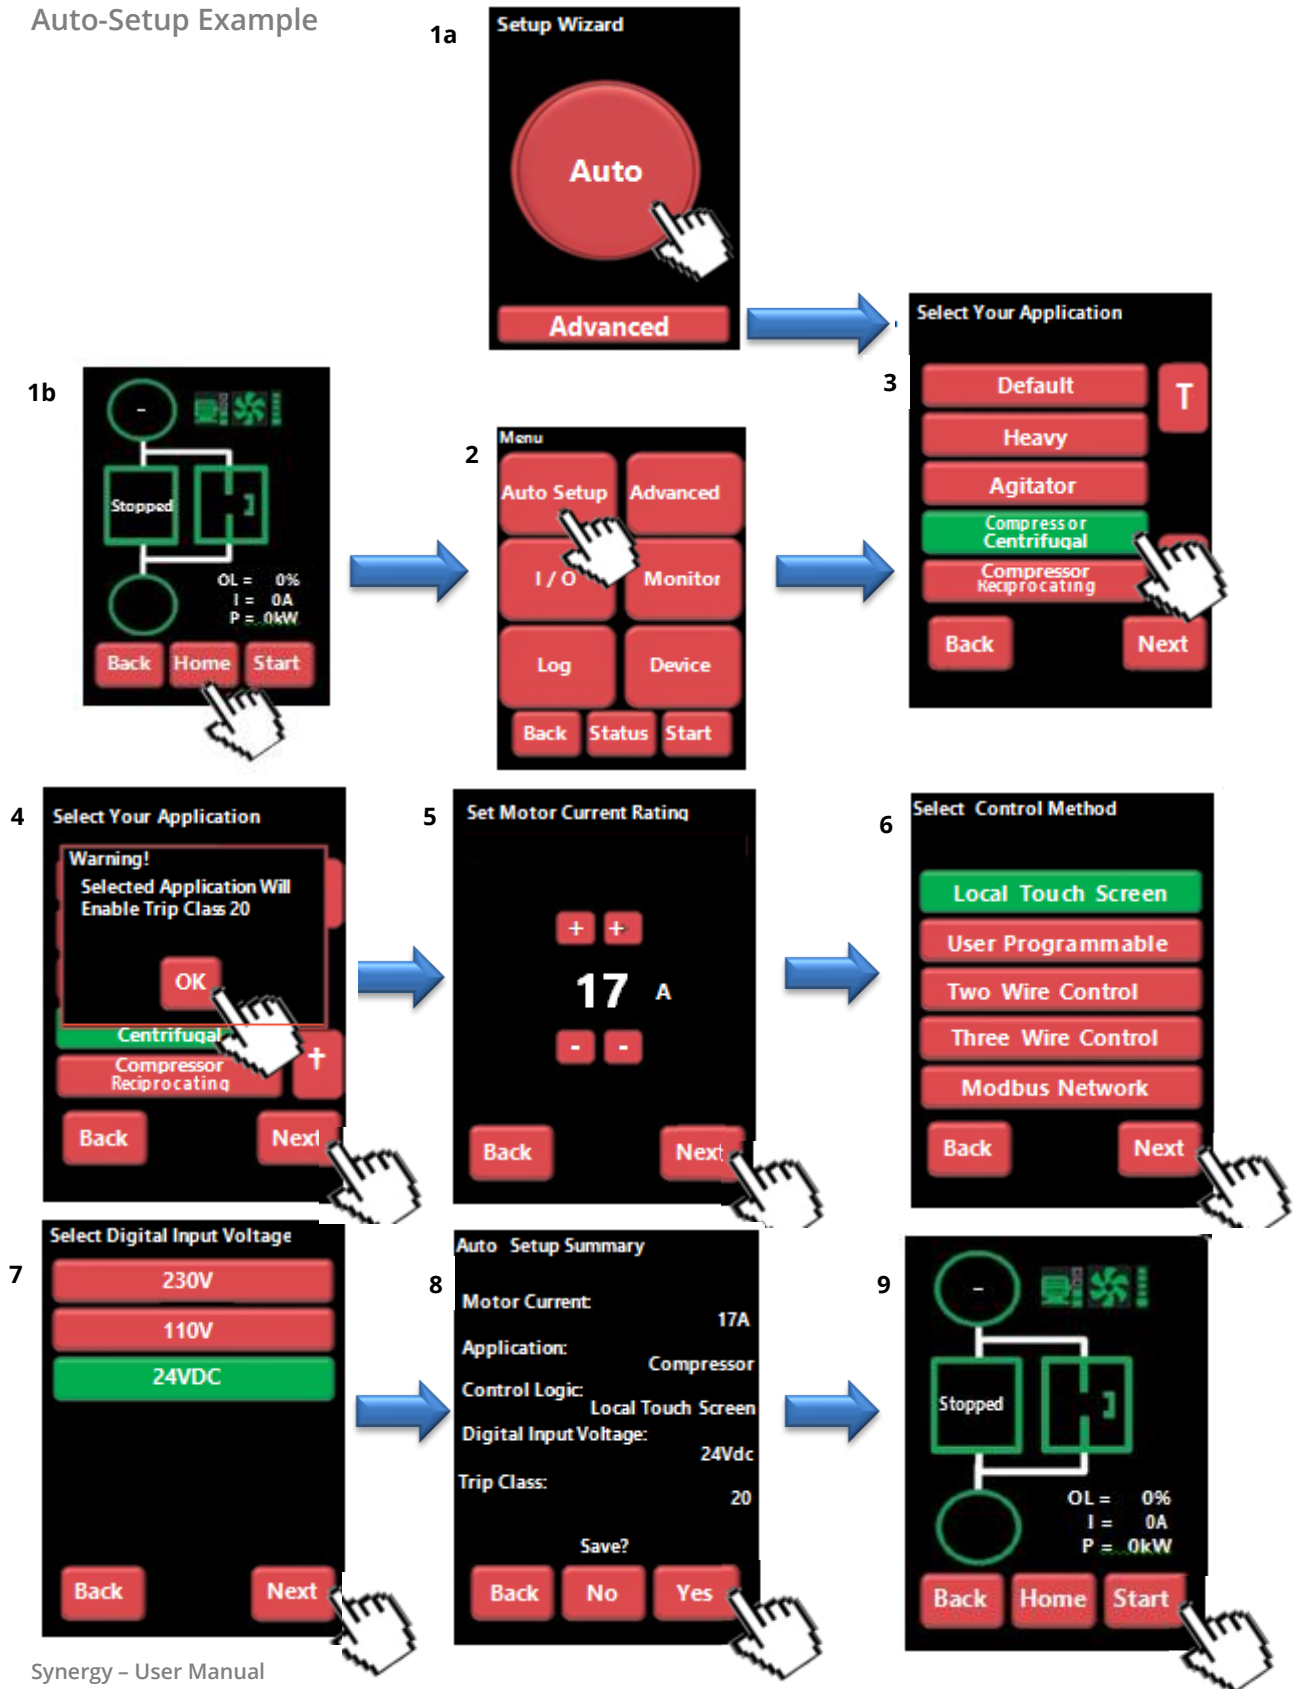 Auto-Setup Example
1a
Setup Wizard
Auto
Advanced
1b
-
Stopped
OL = 0%
I = 0A
P = 0kW
Back Home Start
2
Menu
Auto Setup Advanced
I / O Monitor
Log Device
Back Status Start
3
Select Your Application
Default
Heavy
Agitator
Compressor
Centrifugal
Compressor
Reciprocating
Back Next
4
Select Your Application
Warning!
Selected Application Will
Enable Trip Class 20
OK
Centrifugal
Compressor
Reciprocating
Back Next
5
Set Motor Current Rating
+ +
17 A
- -
Back Next
6
Select Control Method
Local Touch Screen
User Programmable
Two Wire Control
Three Wire Control
Modbus Network
Back Next
7
Select Digital Input Voltage
230V
110V
24VDC
Back Next
8
Auto Setup Summary
Motor Current:
17A
Application:
Compressor
Control Logic:
Local Touch Screen
Digital Input Voltage:
24Vdc
Trip Class:
20
Save?
Back No Yes
9
-
Stopped
OL = 0%
I = 0A
P = 0kW
Back Home Start
Synergy – User Manual